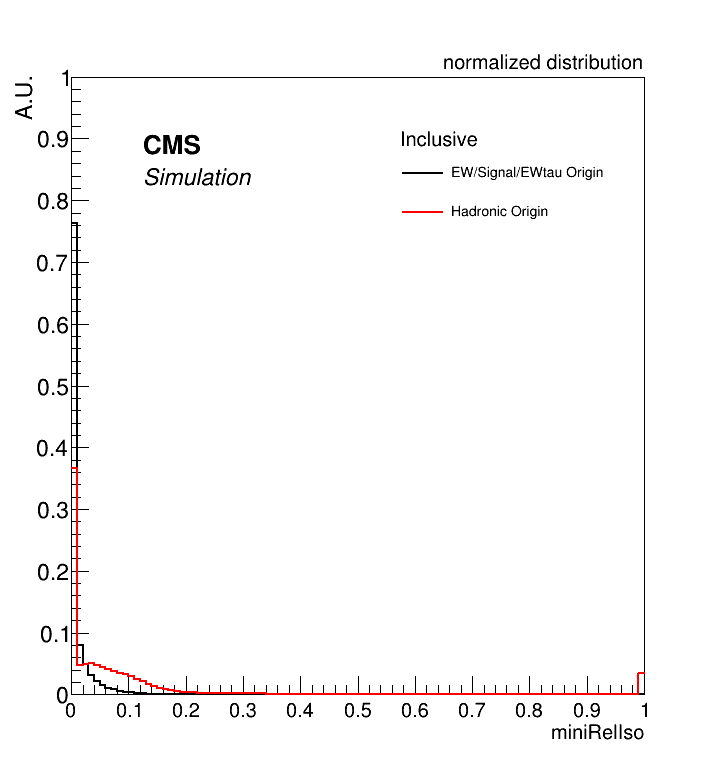 normalized distribution
A.U.
1
0.9
0.8
0.7
0.6
0.5
0.4
0.3
0.2
0.1
0
CMS
Simulation
Inclusive
EW/Signal/EWtau Origin
Hadronic Origin
0 0.1 0.2 0.3 0.4 0.5 0.6 0.7 0.8 0.9 1
miniRelIso